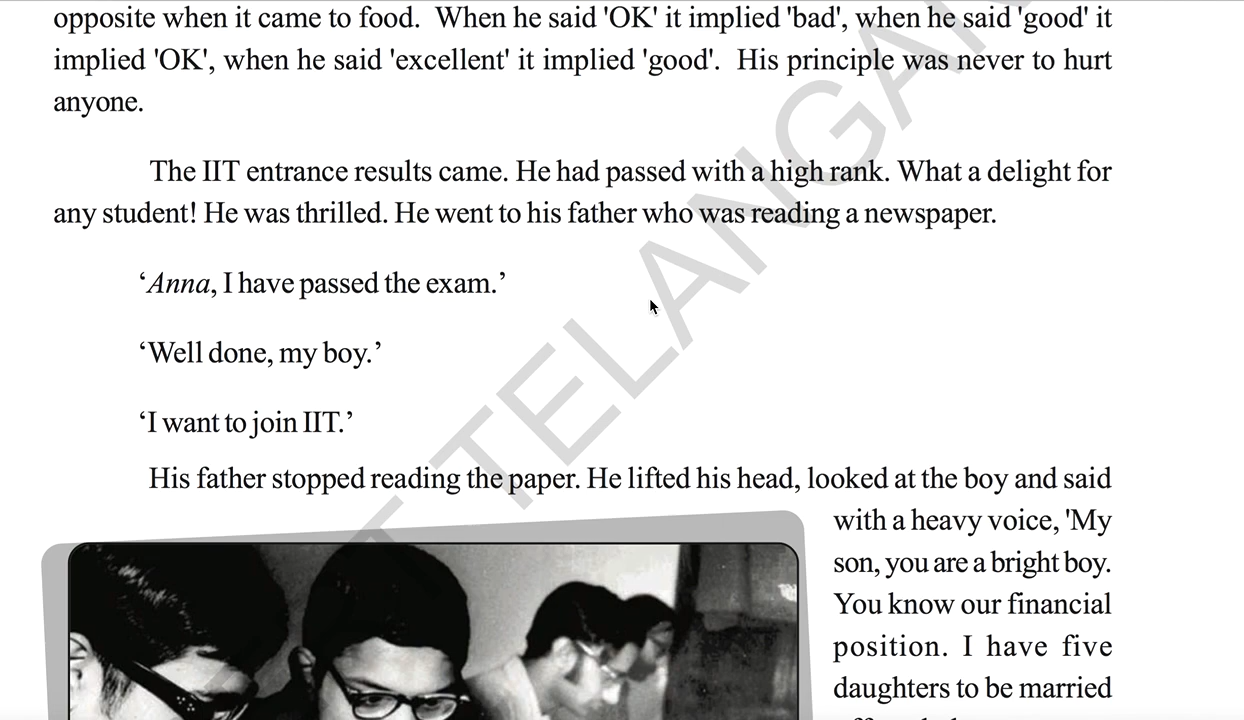 opposite when it came to food.  When he said 'OK' it implied 'bad', when he said 'good' it
implied 'OK', when he said 'excellent' it implied 'good'.  His principle was never to hurt
anyone.
The IIT entrance results came. He had passed with a high rank. What a delight for
any student! He was thrilled. He went to his father who was reading a newspaper.
‘Anna, I have passed the exam.’
‘Well done, my boy.’
‘I want to join IIT.’
His father stopped reading the paper. He lifted his head, looked at the boy and said
with a heavy voice, 'My
son, you are a bright boy.
You know our financial
position. I have five
daughters to be married